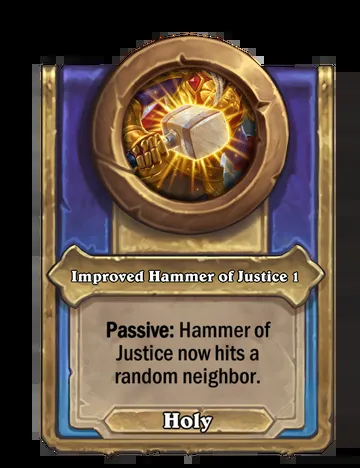 Improved Hammer of Justice 1
Passive: Hammer of
Justice now hits a
random neighbor.
Holy